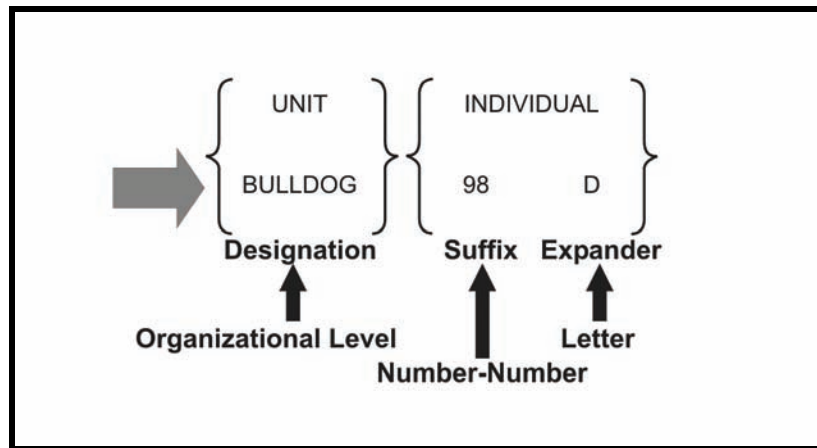 UNIT INDIVIDUAL
BULLDOG 98 D
Designation Suffix Expander
Organizational Level Letter
Number-Number